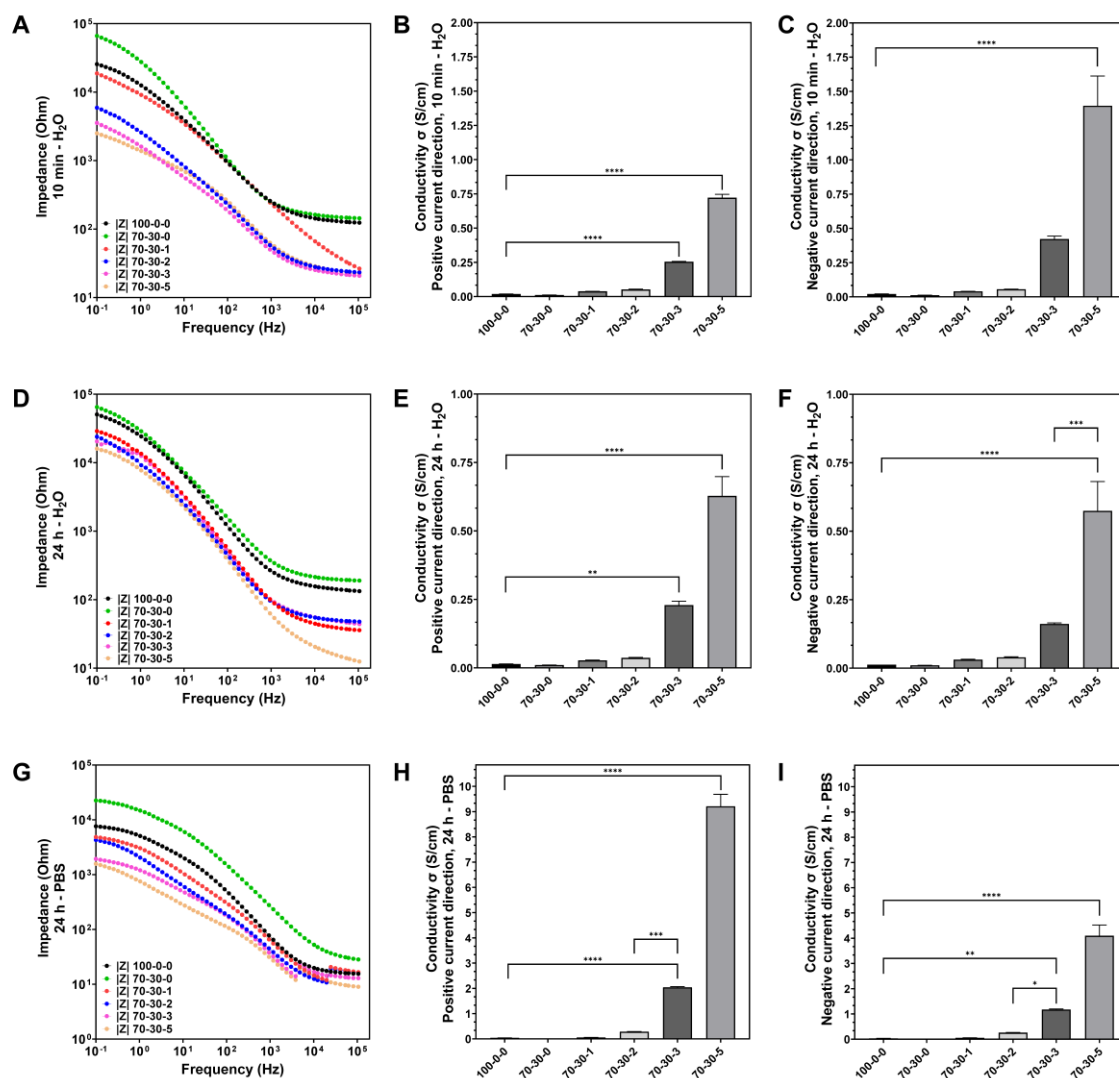 A
Impedance (Ohm)
10 min - H₂O
10⁵
10⁴
10³
10²
10¹
|Z| 100-0-0
|Z| 70-30-0
|Z| 70-30-1
|Z| 70-30-2
|Z| 70-30-3
|Z| 70-30-5
10⁻¹ 10⁰ 10¹ 10² 10³ 10⁴ 10⁵
Frequency (Hz)
B
Conductivity σ (S/cm)
Positive current direction, 10 min - H₂O
2.00
1.75
1.50
1.25
1.00
0.75
0.50
0.25
0.00
****
****
100-0-0 70-30-0 70-30-1 70-30-2 70-30-3 70-30-5
C
Conductivity σ (S/cm)
Negative current direction, 10 min - H₂O
2.00
1.75
1.50
1.25
1.00
0.75
0.50
0.25
0.00
****
100-0-0 70-30-0 70-30-1 70-30-2 70-30-3 70-30-5
D
Impedance (Ohm)
24 h - H₂O
10⁵
10⁴
10³
10²
10¹
|Z| 100-0-0
|Z| 70-30-0
|Z| 70-30-1
|Z| 70-30-2
|Z| 70-30-3
|Z| 70-30-5
10⁻¹ 10⁰ 10¹ 10² 10³ 10⁴ 10⁵
Frequency (Hz)
E
Conductivity σ (S/cm)
Positive current direction, 24 h - H₂O
1.00
0.75
0.50
0.25
0.00
****
**
100-0-0 70-30-0 70-30-1 70-30-2 70-30-3 70-30-5
F
Conductivity σ (S/cm)
Negative current direction, 24 h - H₂O
1.00
0.75
0.50
0.25
0.00
***
****
100-0-0 70-30-0 70-30-1 70-30-2 70-30-3 70-30-5
G
Impedance (Ohm)
24 h - PBS
10⁵
10⁴
10³
10²
10¹
10⁰
|Z| 100-0-0
|Z| 70-30-0
|Z| 70-30-1
|Z| 70-30-2
|Z| 70-30-3
|Z| 70-30-5
10⁻¹ 10⁰ 10¹ 10² 10³ 10⁴ 10⁵
Frequency (Hz)
H
Conductivity σ (S/cm)
Positive current direction, 24 h - PBS
10
9
8
7
6
5
4
3
2
1
0
****
***
****
100-0-0 70-30-0 70-30-1 70-30-2 70-30-3 70-30-5
I
Conductivity σ (S/cm)
Negative current direction, 24 h - PBS
10
9
8
7
6
5
4
3
2
1
0
****
**
*
100-0-0 70-30-0 70-30-1 70-30-2 70-30-3 70-30-5